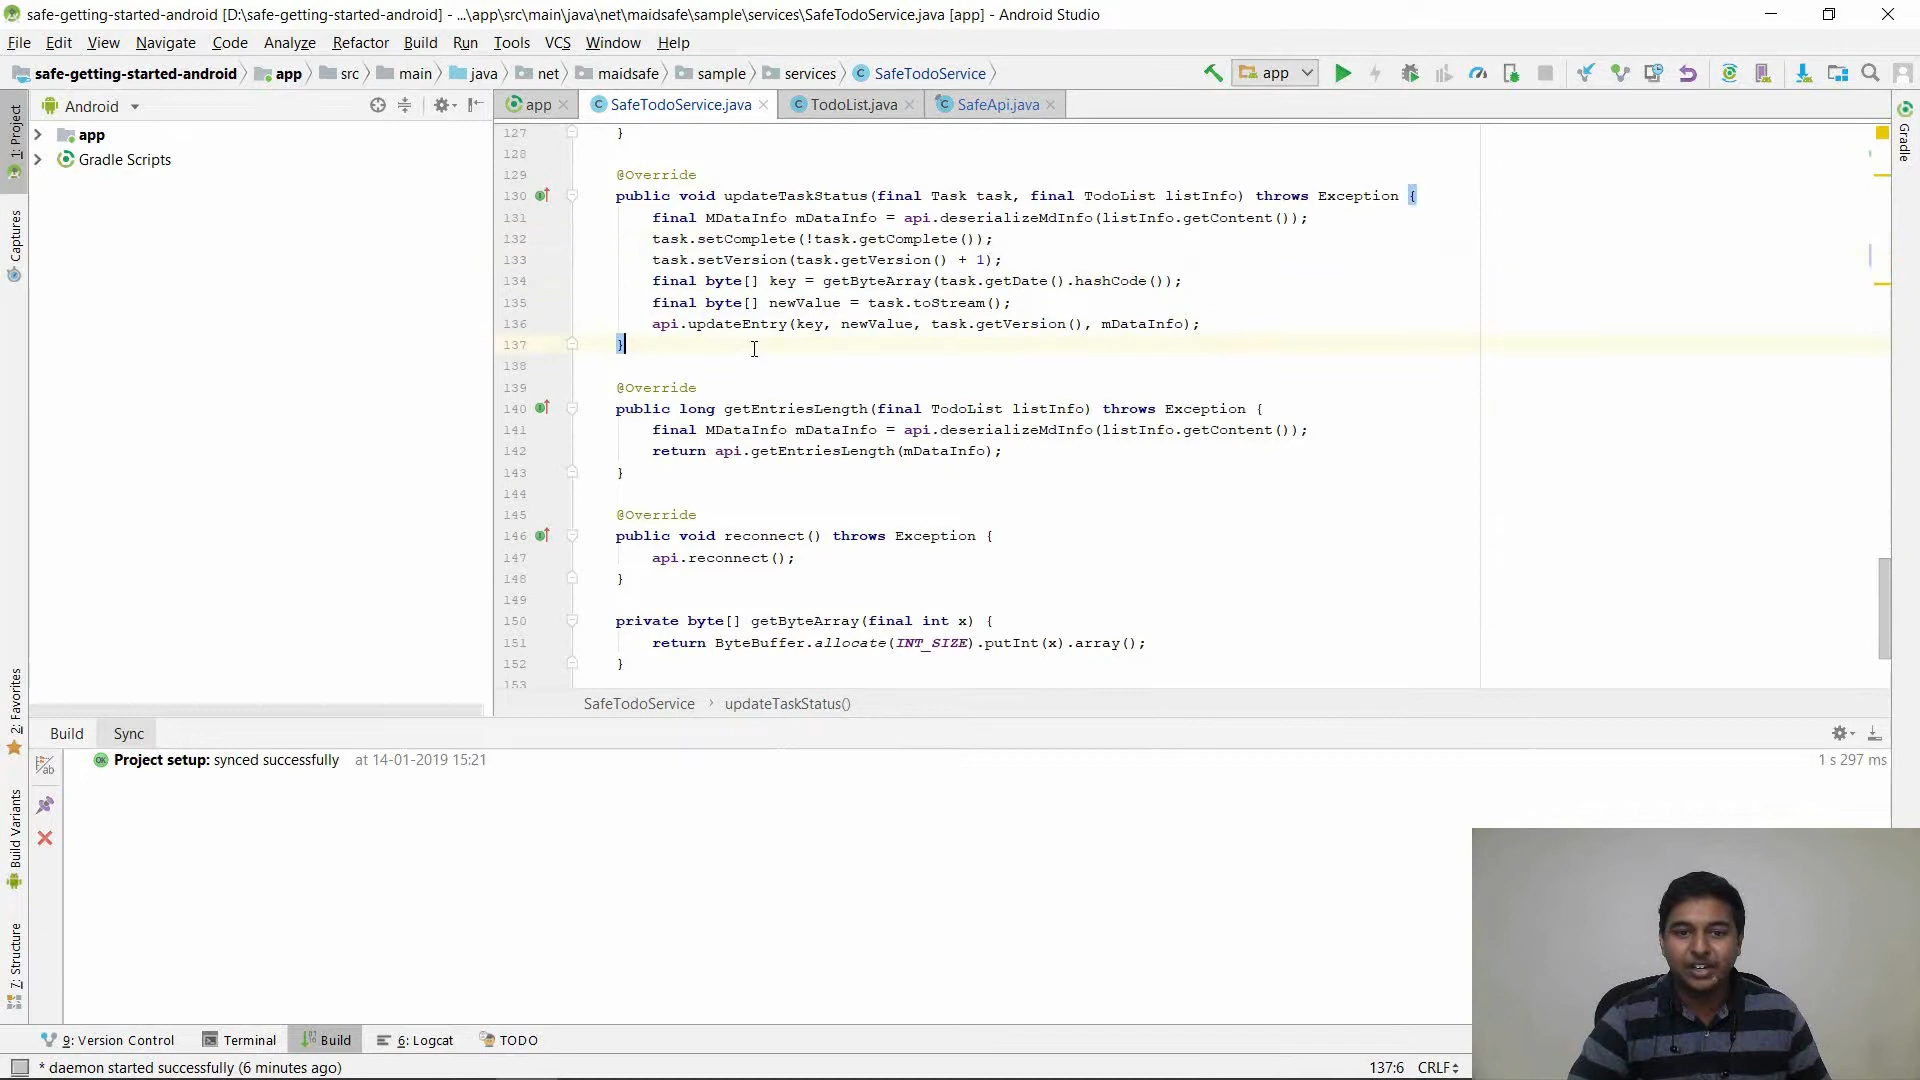 safe-getting-started-android [D:\safe-getting-started-android] - ...\app\src\main\java\net\maidsafe\sample\services\SafeTodoService.java [app] - Android Studio
File Edit View Navigate Code Analyze Refactor Build Run Tools VCS Window Help
safe-getting-started-android app src main java net maidsafe sample services SafeTodoService app
1: Project
Captures
2: Favorites
Build Variants
7: Structure
Gradle
Android
app
Gradle Scripts
app SafeTodoService.java TodoList.java SafeApi.java
127 }
128
129 @Override
130 public void updateTaskStatus(final Task task, final TodoList listInfo) throws Exception {
131 final MDataInfo mDataInfo = api.deserializeMdInfo(listInfo.getContent());
132 task.setComplete(!task.getComplete());
133 task.setVersion(task.getVersion() + 1);
134 final byte[] key = getByteArray(task.getDate().hashCode());
135 final byte[] newValue = task.toStream();
136 api.updateEntry(key, newValue, task.getVersion(), mDataInfo);
137 }
138
139 @Override
140 public long getEntriesLength(final TodoList listInfo) throws Exception {
141 final MDataInfo mDataInfo = api.deserializeMdInfo(listInfo.getContent());
142 return api.getEntriesLength(mDataInfo);
143 }
144
145 @Override
146 public void reconnect() throws Exception {
147 api.reconnect();
148 }
149
150 private byte[] getByteArray(final int x) {
151 return ByteBuffer.allocate(INT_SIZE).putInt(x).array();
152 }
153
SafeTodoService › updateTaskStatus()
Build Sync
Project setup: synced successfully at 14-01-2019 15:21 1 s 297 ms
9: Version Control Terminal Build 6: Logcat TODO
* daemon started successfully (6 minutes ago) 137:6 CRLF